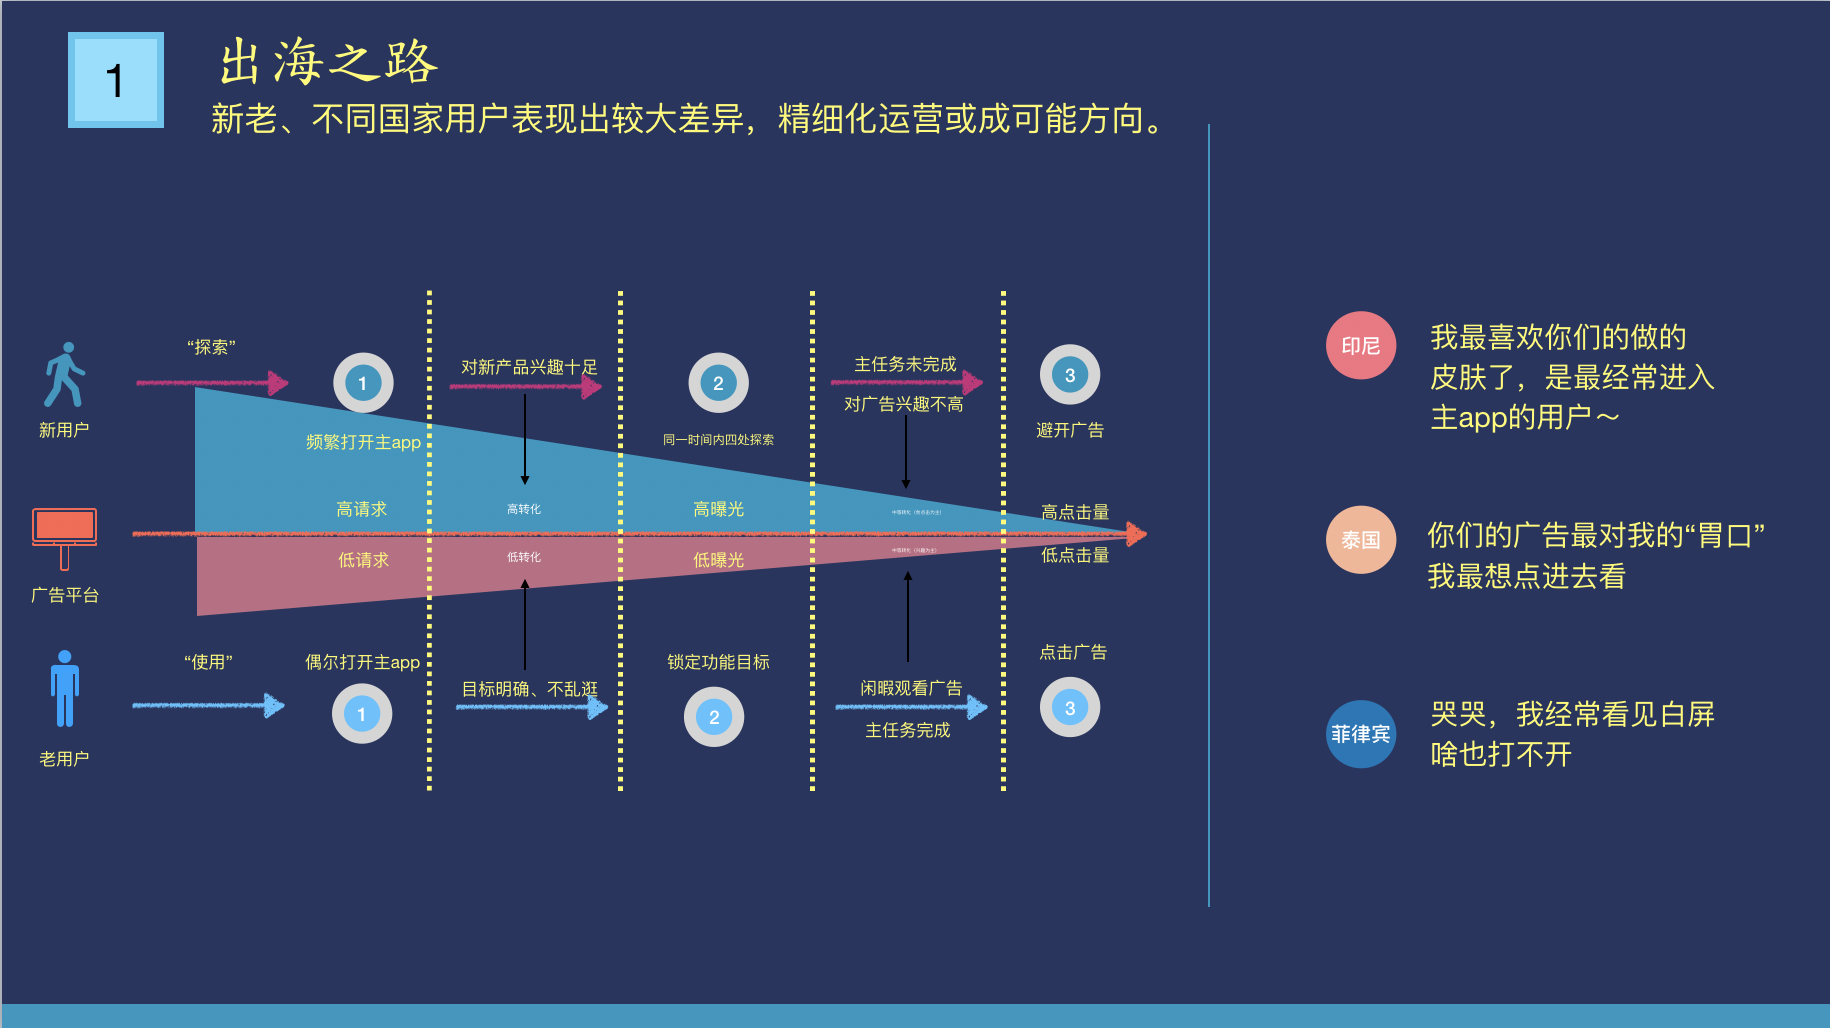 1
出海之路
新老、不同国家用户表现出较大差异，精细化运营或成可能方向。
“探索”
新用户
1
频繁打开主app
对新产品兴趣十足
2
同一时间内四处探索
主任务未完成
对广告兴趣不高
3
避开广告
高请求
高转化
高曝光
高点击量
广告平台
低请求
低转化
低曝光
低点击量
“使用”
老用户
偶尔打开主app
1
目标明确、不乱逛
锁定功能目标
2
闲暇观看广告
主任务完成
点击广告
3
印尼
我最喜欢你们的做的
皮肤了，是最经常进入
主app的用户～
泰国
你们的广告最对我的“胃口”
我最想点进去看
菲律宾
哭哭，我经常看见白屏
啥也打不开